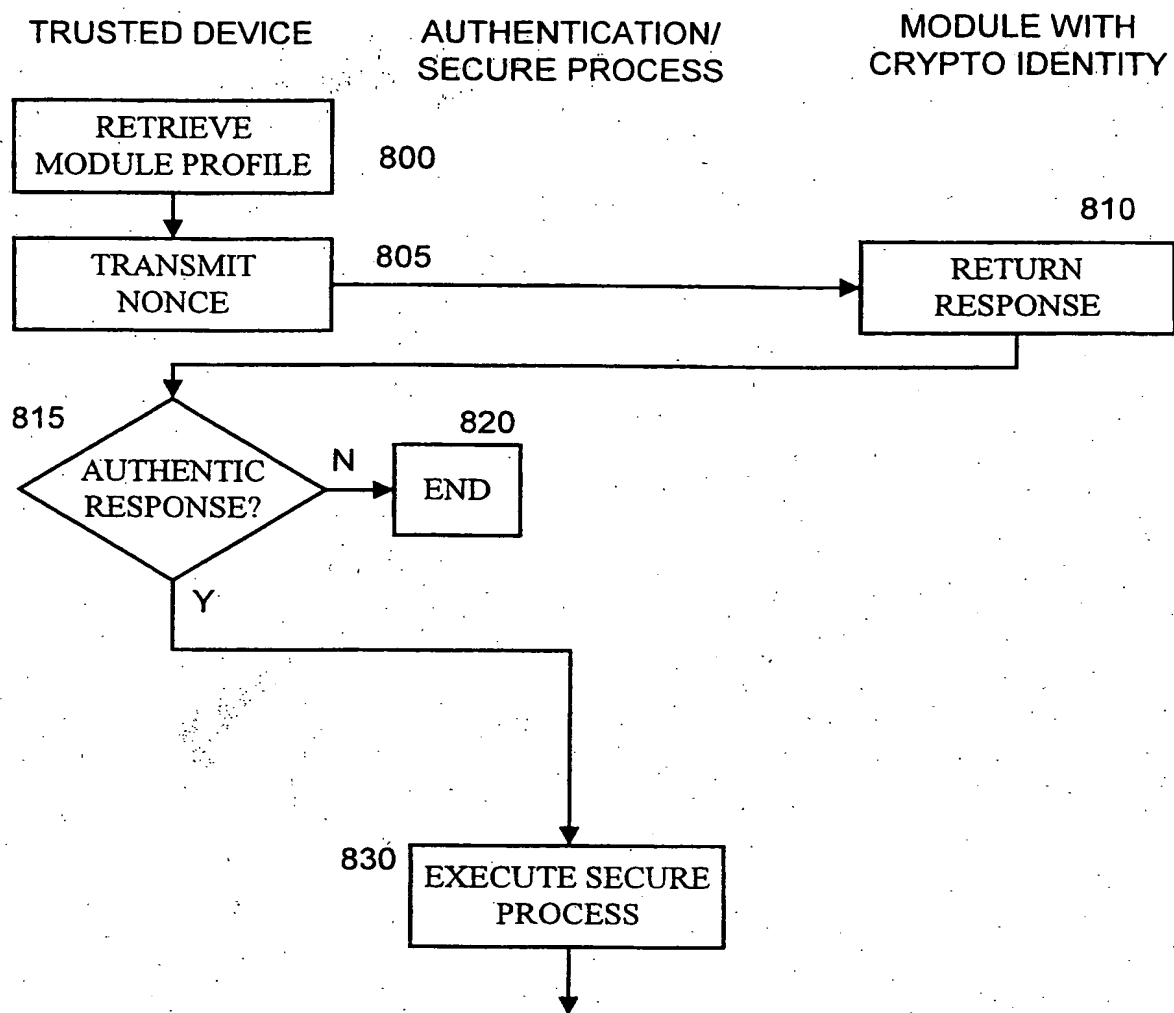 TRUSTED DEVICE
AUTHENTICATION/
SECURE PROCESS
MODULE WITH
CRYPTO IDENTITY
RETRIEVE
MODULE PROFILE
800
TRANSMIT
NONCE
805
810
RETURN
RESPONSE
815
AUTHENTIC
RESPONSE?
N
820
END
Y
830
EXECUTE SECURE
PROCESS